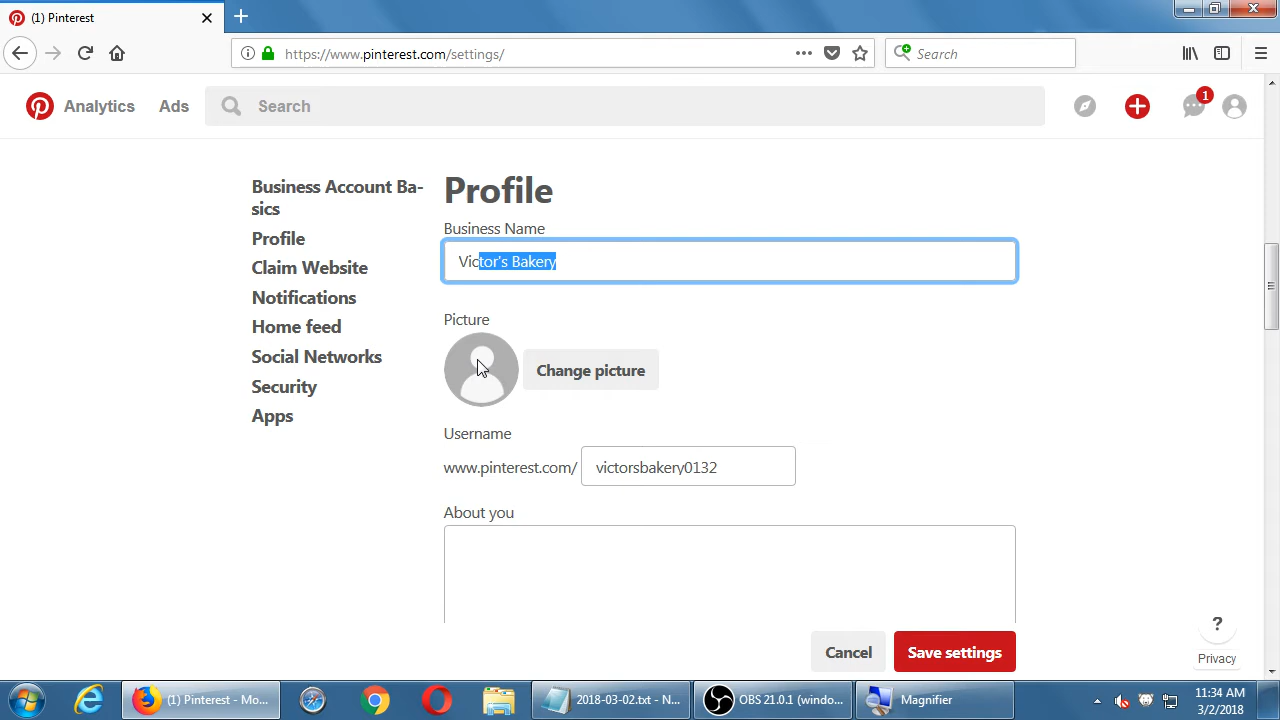 (1) Pinterest
https://www.pinterest.com/settings/
Search
Analytics
Ads
Search
1
Business Account Ba-
sics
Profile
Claim Website
Notifications
Home feed
Social Networks
Security
Apps
Profile
Business Name
Victor's Bakery
Picture
Change picture
Username
www.pinterest.com/
victorsbakery0132
About you
Cancel
Save settings
?
Privacy
(1) Pinterest - Mo...
2018-03-02.txt - N...
OBS 21.0.1 (windo...
Magnifier
11:34 AM
3/2/2018